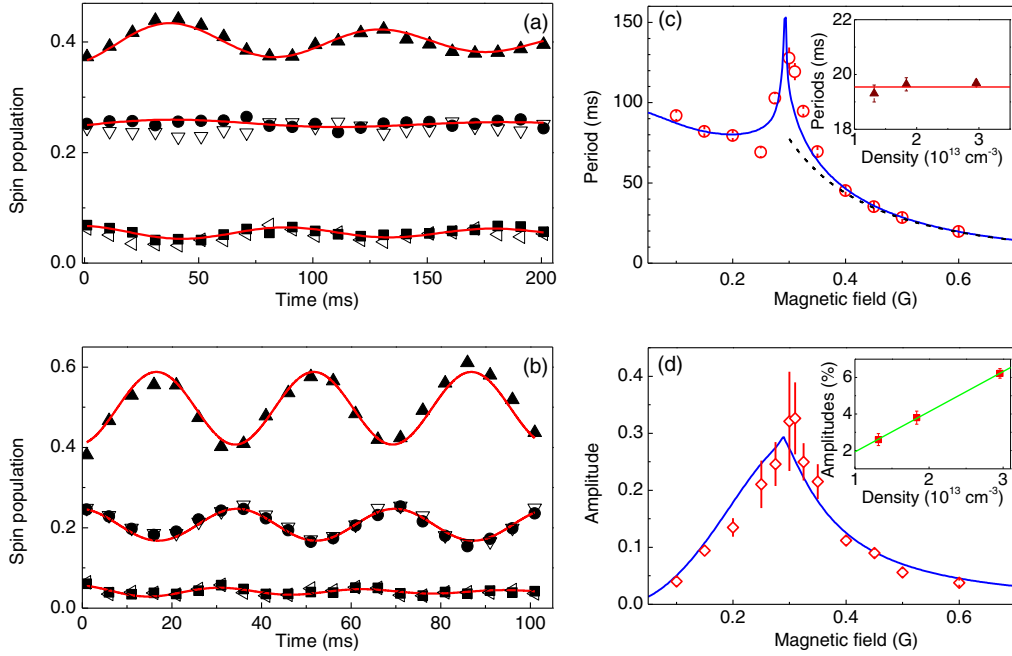 (a)
Spin population
0.4
0.2
0.0
0
50
100
150
200
Time (ms)
(b)
Spin population
0.6
0.4
0.2
0.0
0
20
40
60
80
100
Time (ms)
(c)
Period (ms)
150
100
50
0
0.2
0.4
0.6
Magnetic field (G)
Periods (ms)
22
20
18
1
2
3
Density (10¹³ cm⁻³)
(d)
Amplitude
0.4
0.3
0.2
0.1
0.0
0.2
0.4
0.6
Magnetic field (G)
Amplitudes (%)
6
4
2
1
2
3
Density (10¹³ cm⁻³)